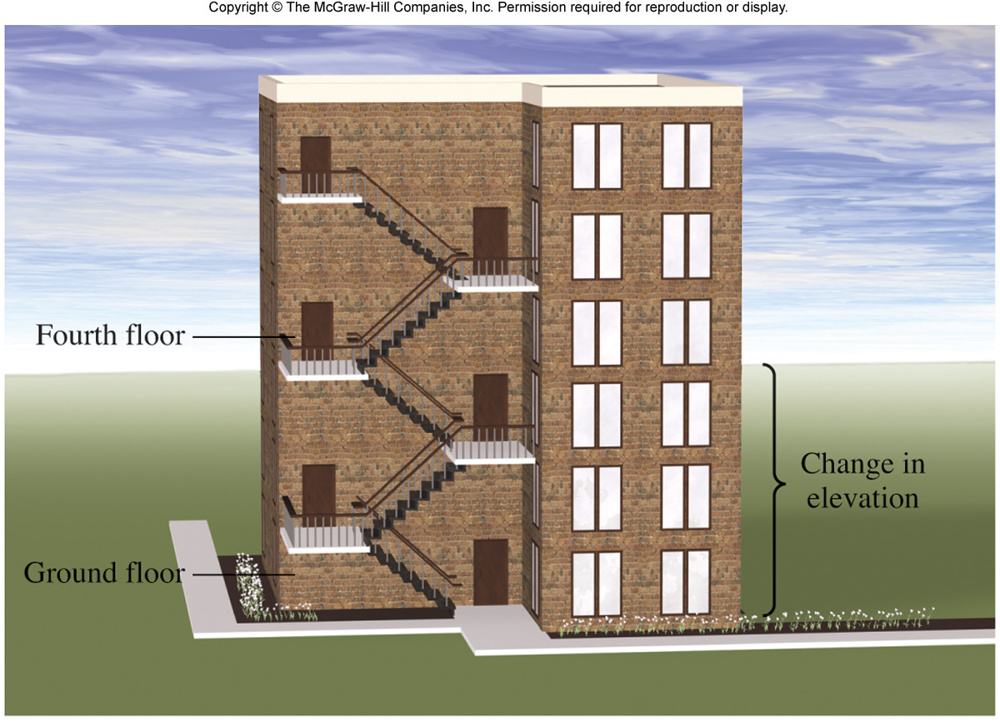 Copyright © The McGraw-Hill Companies, Inc. Permission required for reproduction or display.
Fourth floor
Change in
elevation
Ground floor